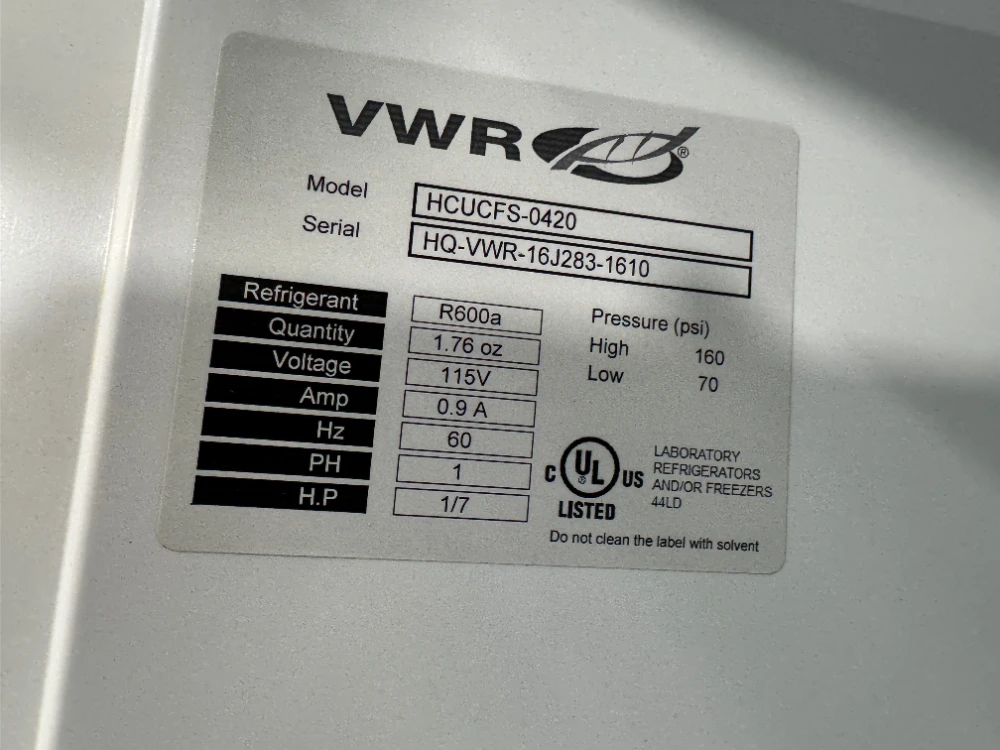 VWR®
Model HCUCFS-0420
Serial HQ-VWR-16J283-1610
Refrigerant R600a
Quantity 1.76 oz
Voltage 115V
Amp 0.9 A
Hz 60
PH 1
H.P 1/7
Pressure (psi)
High 160
Low 70
C UL® US
LISTED
LABORATORY
REFRIGERATORS
AND/OR FREEZERS
44LD
Do not clean the label with solvent